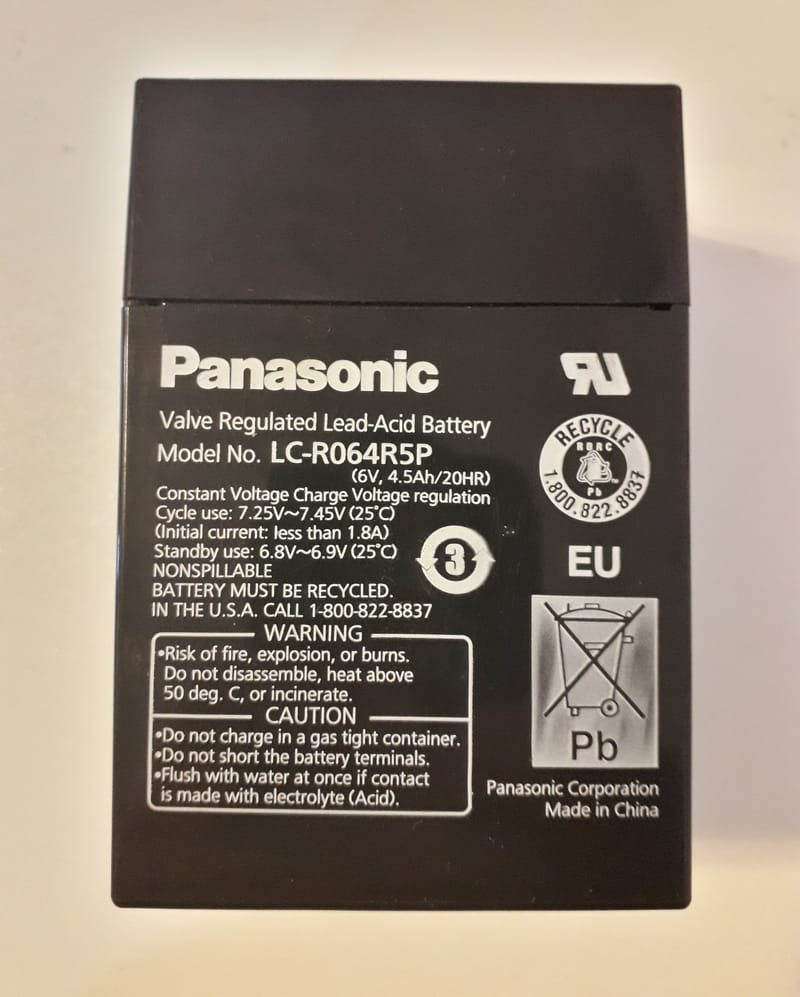 Panasonic
Valve Regulated Lead-Acid Battery
Model No. LC-R064R5P
(6V, 4.5Ah/20HR)
Constant Voltage Charge Voltage regulation
Cycle use: 7.25V~7.45V (25°C)
(Initial current: less than 1.8A)
Standby use: 6.8V~6.9V (25°C)
NONSPILLABLE
BATTERY MUST BE RECYCLED.
IN THE U.S.A. CALL 1-800-822-8837
3
WARNING
•Risk of fire, explosion, or burns.
Do not disassemble, heat above
50 deg. C, or incinerate.
CAUTION
•Do not charge in a gas tight container.
•Do not short the battery terminals.
•Flush with water at once if contact
is made with electrolyte (Acid).
RU
RECYCLE
RBRC
Pb
1.800.822.8837
EU
Pb
Panasonic Corporation
Made in China